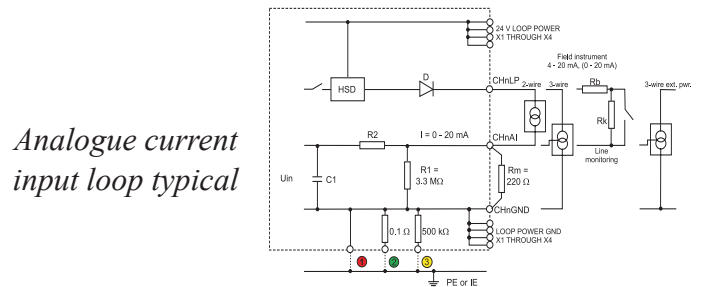 Analogue current
input loop typical
24 V LOOP POWER
X1 THROUGH X4
HSD
D
CHnLP
2-wire
3-wire
Field instrument
4 - 20 mA, (0 - 20 mA)
Rb
Rk
3-wire ext. pwr.
Line
monitoring
R2
I = 0 - 20 mA
CHnAI
Uin
C1
R1 =
3.3 MΩ
Rm =
220 Ω
CHnGND
0.1 Ω
500 kΩ
LOOP POWER GND
X1 THROUGH X4
1
2
3
PE or IE